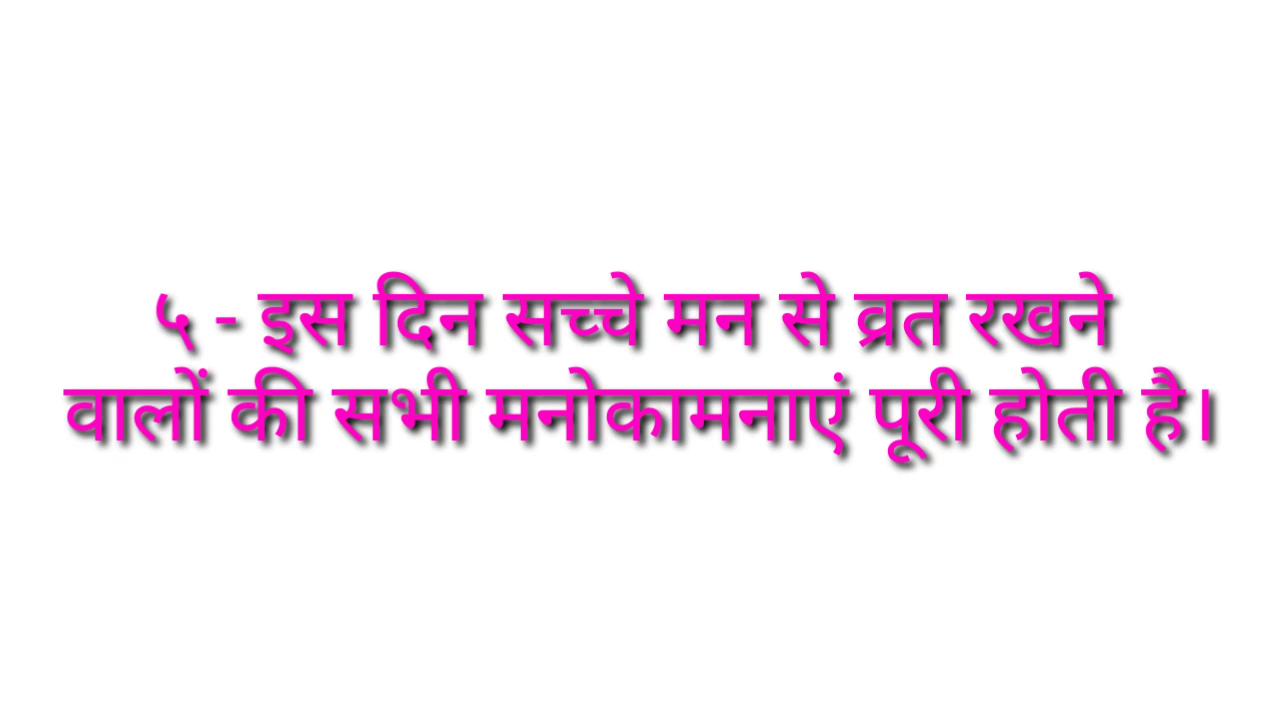 ५ - इस दिन सच्चे मन से व्रत रखने
वालों की सभी मनोकामनाएं पूरी होती है।